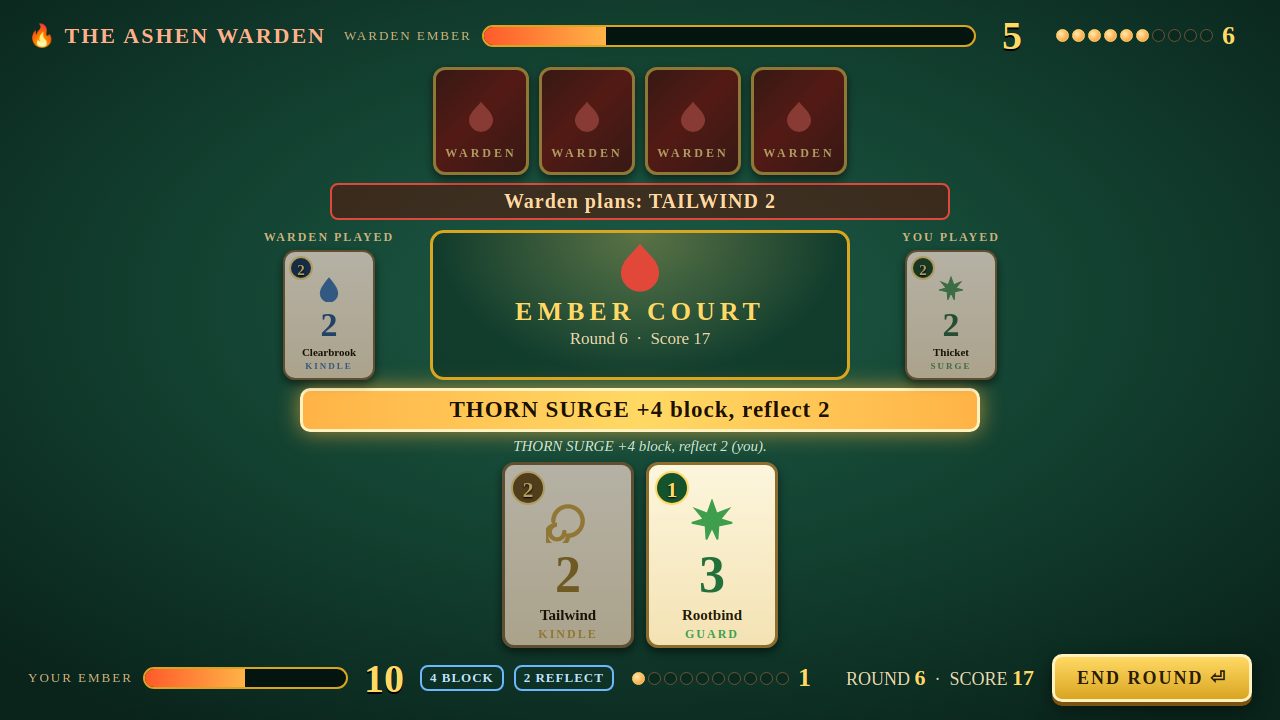 THE ASHEN WARDEN
WARDEN EMBER
5
6
WARDEN
WARDEN
WARDEN
WARDEN
Warden plans: TAILWIND 2
WARDEN PLAYED
2
2
Clearbrook
KINDLE
EMBER COURT
Round 6 · Score 17
YOU PLAYED
2
2
Thicket
SURGE
THORN SURGE +4 block, reflect 2
THORN SURGE +4 block, reflect 2 (you).
2
2
Tailwind
KINDLE
1
3
Rootbind
GUARD
YOUR EMBER
10
4 BLOCK
2 REFLECT
1
ROUND 6 · SCORE 17
END ROUND ⏎